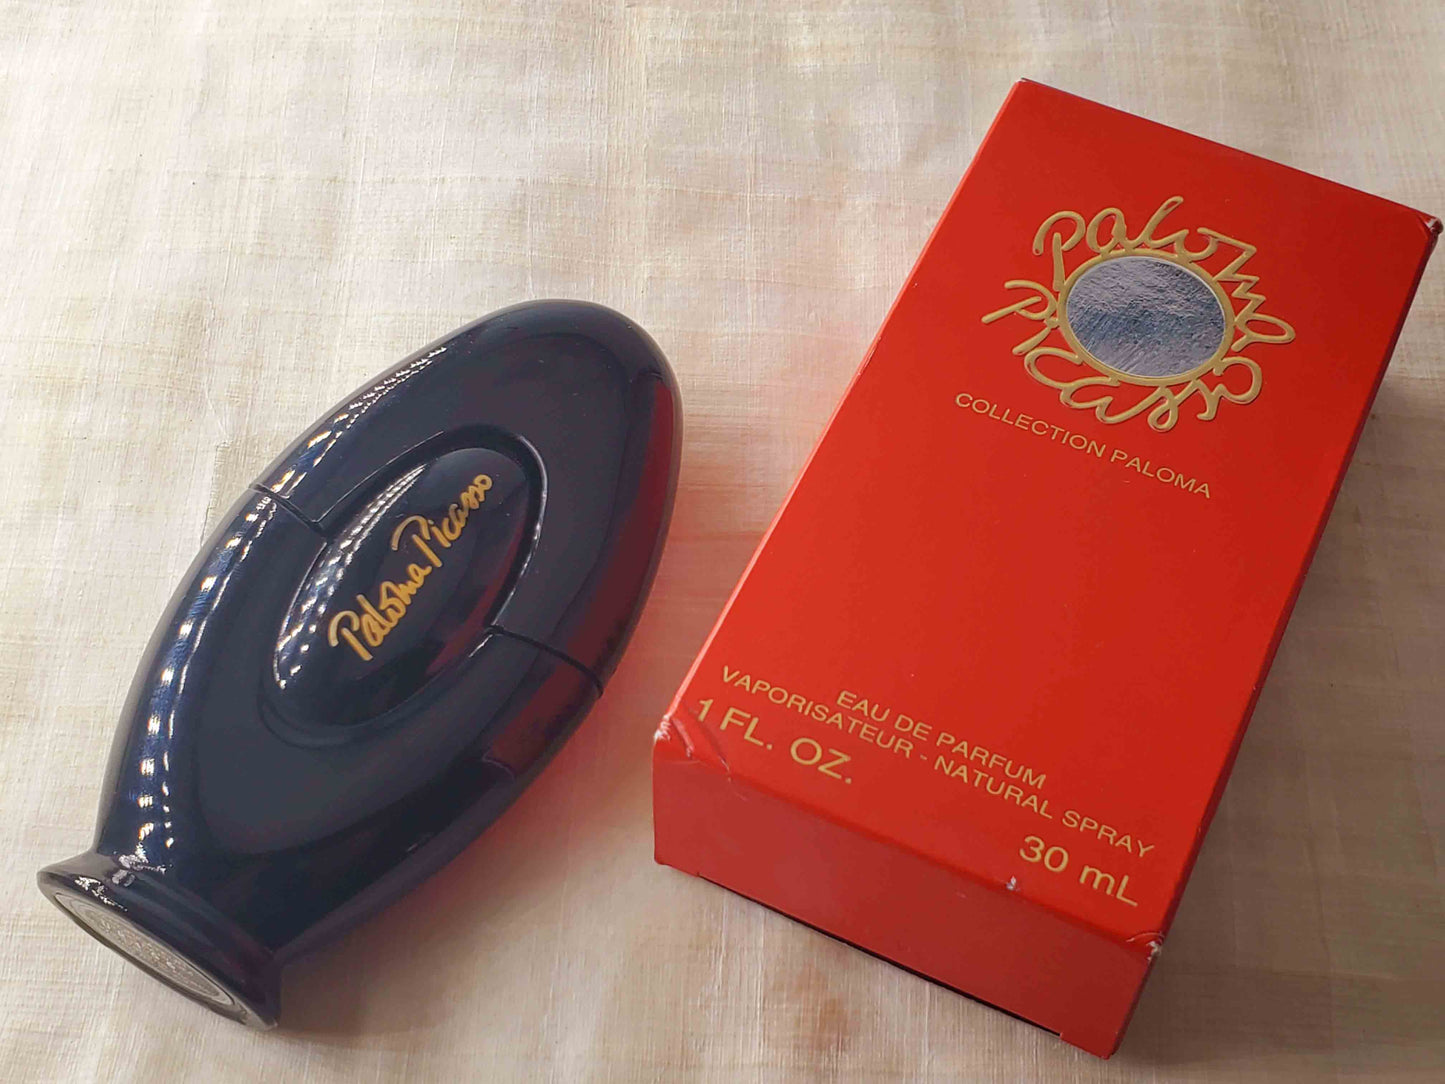 Paloma Picasso
Paloma
Picasso
COLLECTION PALOMA
EAU DE PARFUM
VAPORISATEUR - NATURAL SPRAY
1 FL. OZ.
30 mL